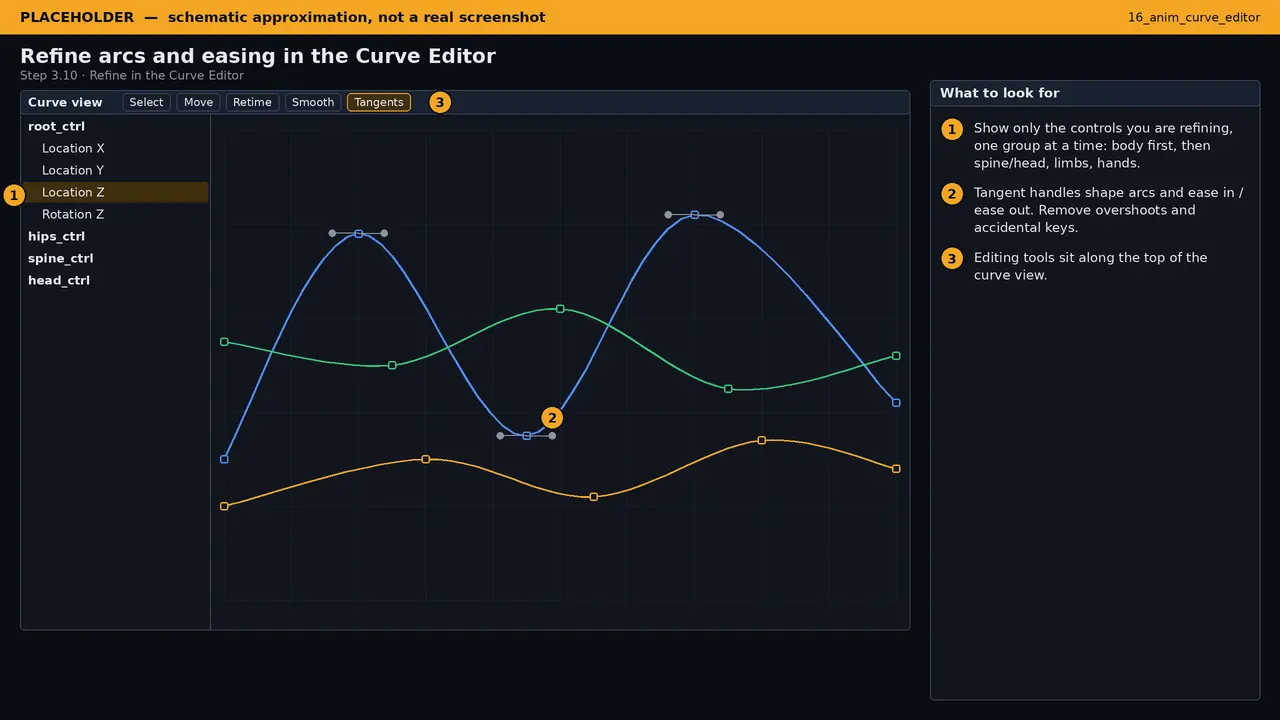 PLACEHOLDER — schematic approximation, not a real screenshot
16_anim_curve_editor
Refine arcs and easing in the Curve Editor
Step 3.10 · Refine in the Curve Editor
Curve view
Select
Move
Retime
Smooth
Tangents
3
root_ctrl
Location X
Location Y
1
Location Z
Rotation Z
hips_ctrl
spine_ctrl
head_ctrl
2
What to look for
1
Show only the controls you are refining,
one group at a time: body first, then
spine/head, limbs, hands.
2
Tangent handles shape arcs and ease in /
ease out. Remove overshoots and
accidental keys.
3
Editing tools sit along the top of the
curve view.